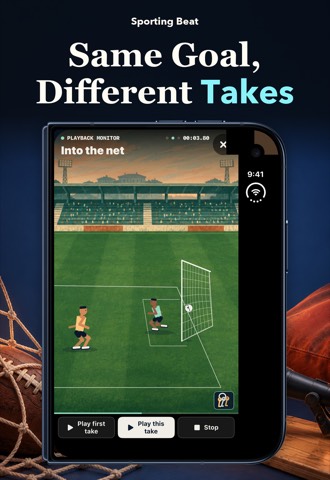 Sporting Beat
Same Goal,
Different Takes
PLAYBACK MONITOR
00:03.80
Into the net
9:41
Play first
take
Play this
take
Stop